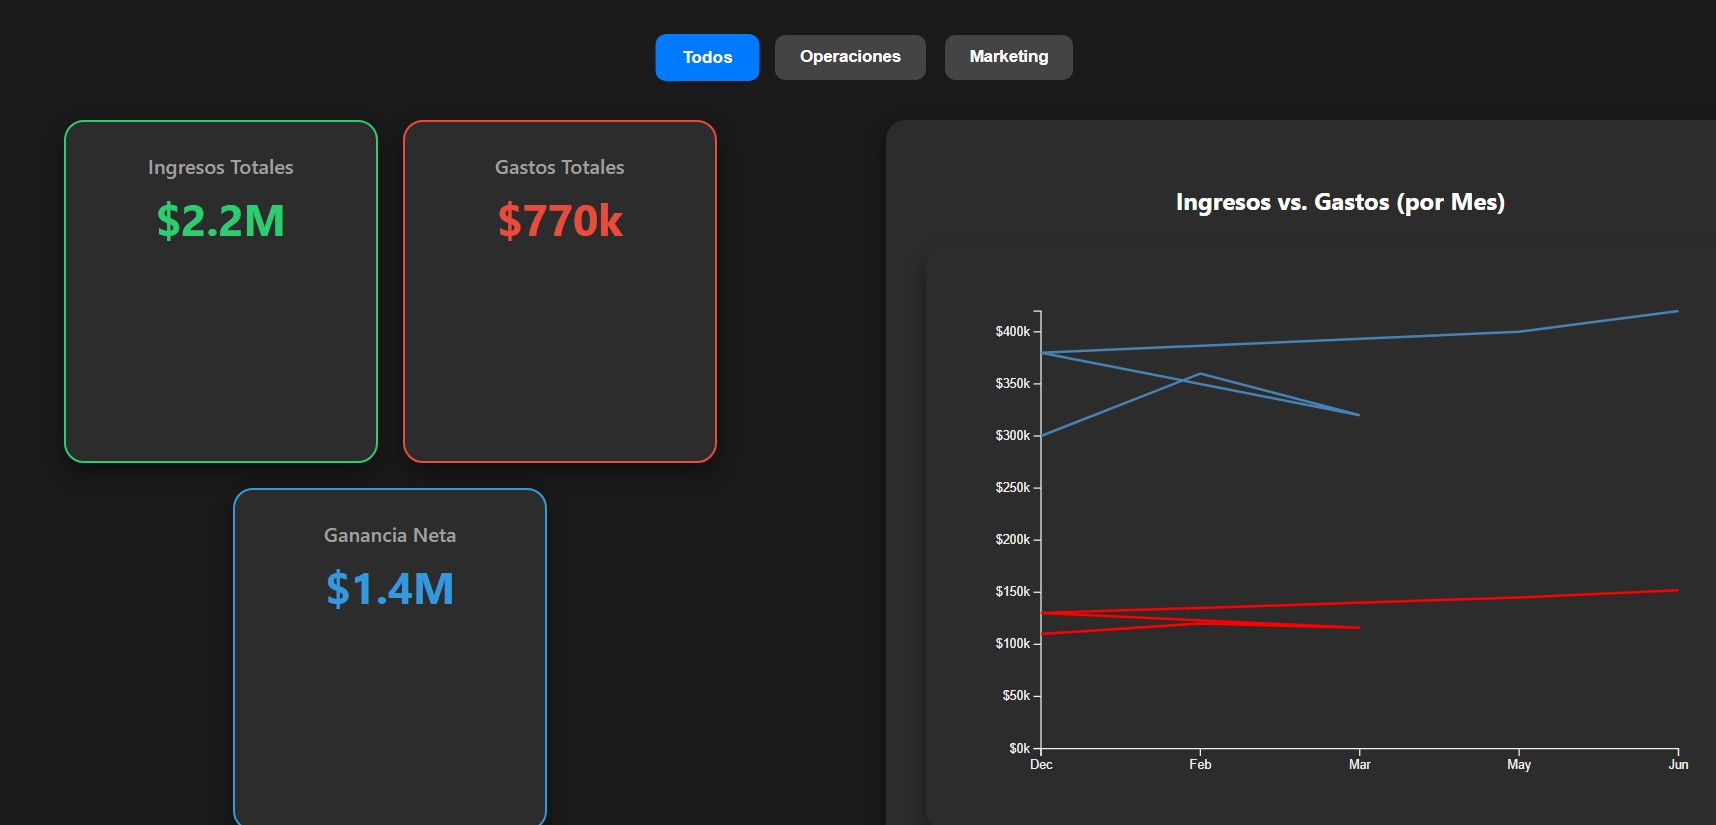 Todos
Operaciones
Marketing
Ingresos Totales
$2.2M
Gastos Totales
$770k
Ganancia Neta
$1.4M
Ingresos vs. Gastos (por Mes)
$400k
$350k
$300k
$250k
$200k
$150k
$100k
$50k
$0k
Dec
Feb
Mar
May
Jun